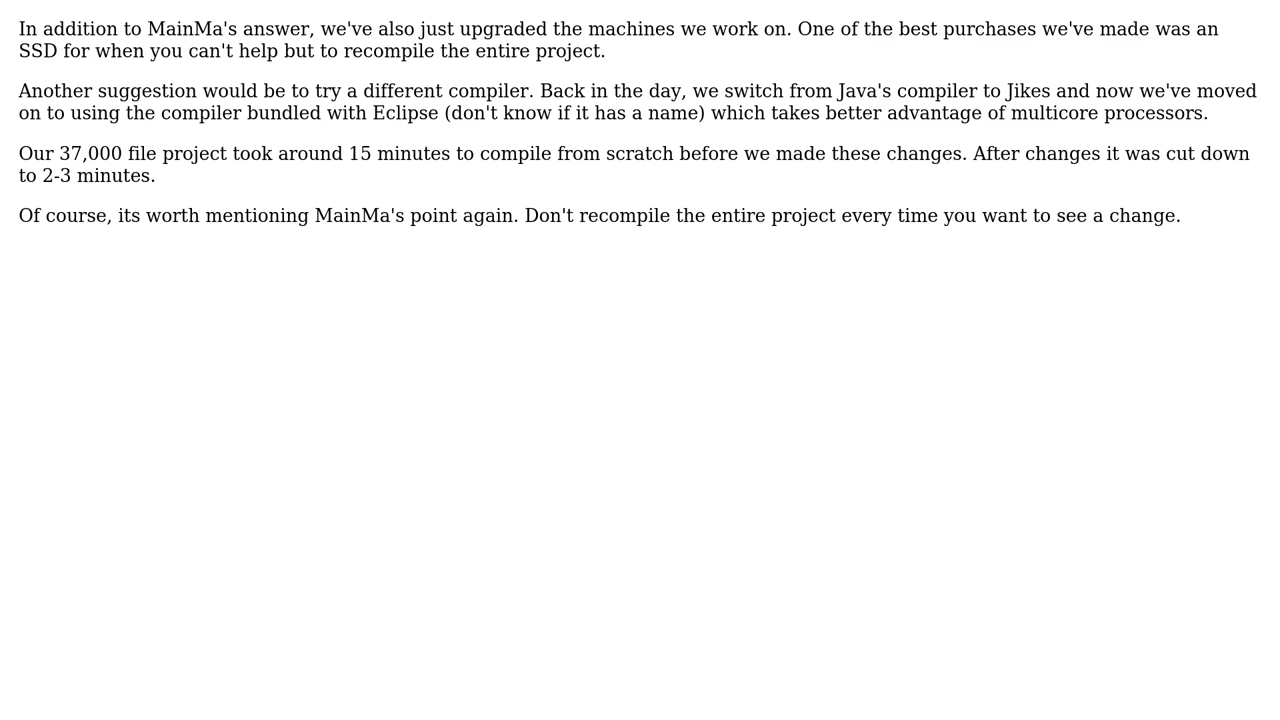 In addition to MainMa's answer, we've also just upgraded the machines we work on. One of the best purchases we've made was an
SSD for when you can't help but to recompile the entire project.
Another suggestion would be to try a different compiler. Back in the day, we switch from Java's compiler to Jikes and now we've moved
on to using the compiler bundled with Eclipse (don't know if it has a name) which takes better advantage of multicore processors.
Our 37,000 file project took around 15 minutes to compile from scratch before we made these changes. After changes it was cut down
to 2-3 minutes.
Of course, its worth mentioning MainMa's point again. Don't recompile the entire project every time you want to see a change.